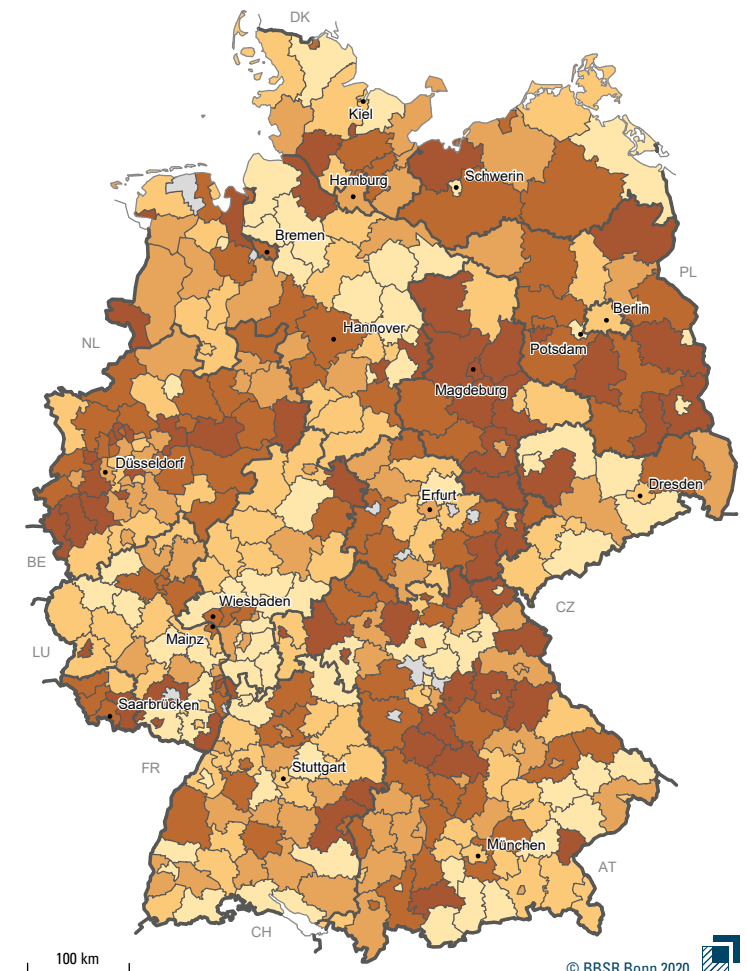 DK
Kiel
Schwerin
Hamburg
Bremen
PL
Berlin
Hannover
NL
Potsdam
Magdeburg
Düsseldorf
Dresden
Erfurt
BE
Wiesbaden
CZ
Mainz
LU
Saarbrücken
FR
Stuttgart
München
AT
CH
100 km
© BBSR Bonn 2020